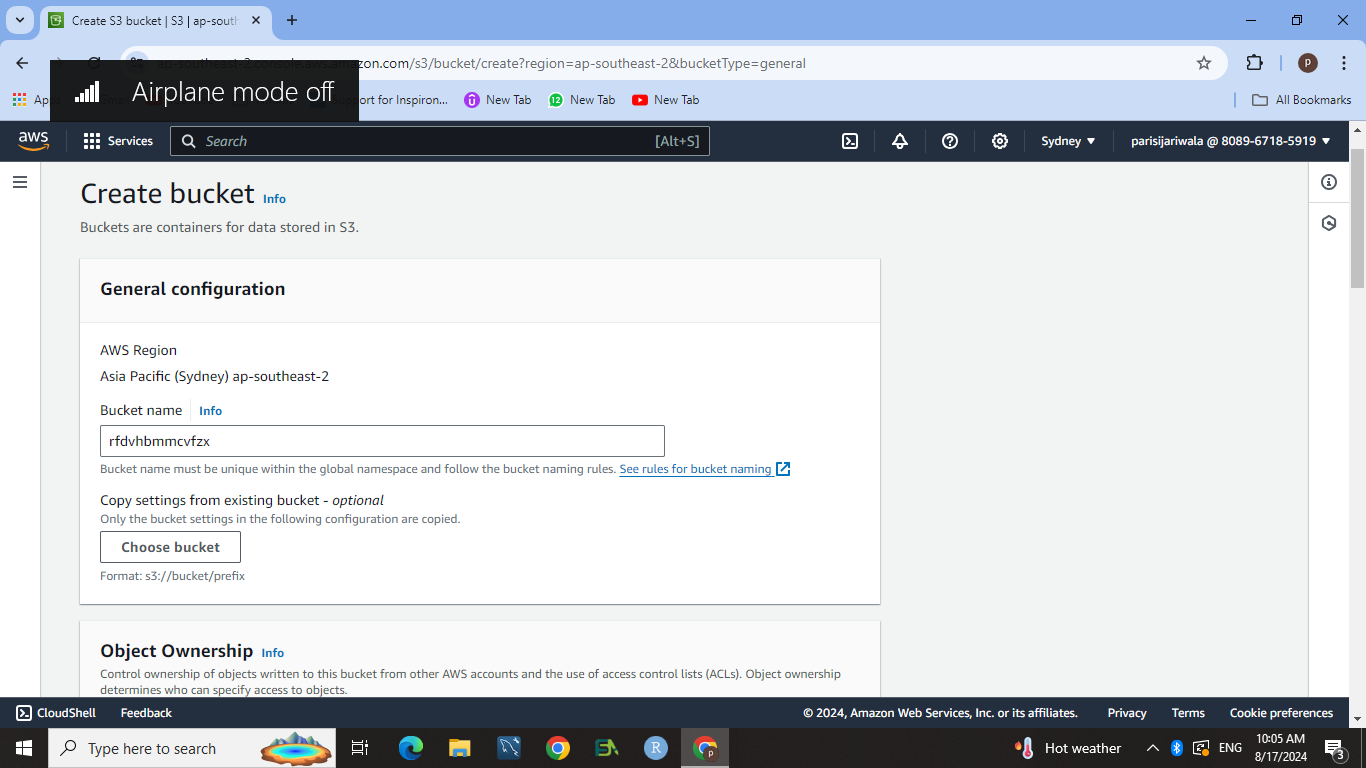 Create S3 bucket | S3 | ap-south
.amazon.com/s3/bucket/create?region=ap-southeast-2&bucketType=general
p
Airplane mode off
upport for Inspiron...
New Tab
12
New Tab
New Tab
All Bookmarks
aws
Services
Search
[Alt+S]
Sydney
parisijariwala @ 8089-6718-5919
Create bucket Info
Buckets are containers for data stored in S3.
General configuration
AWS Region
Asia Pacific (Sydney) ap-southeast-2
Bucket name Info
rfdvhbmmcvfzx
Bucket name must be unique within the global namespace and follow the bucket naming rules. See rules for bucket naming
Copy settings from existing bucket - optional
Only the bucket settings in the following configuration are copied.
Choose bucket
Format: s3://bucket/prefix
Object Ownership Info
Control ownership of objects written to this bucket from other AWS accounts and the use of access control lists (ACLs). Object ownership
determines who can specify access to objects.
CloudShell Feedback
© 2024, Amazon Web Services, Inc. or its affiliates. Privacy Terms Cookie preferences
Type here to search
R
p
Hot weather
ENG
10:05 AM
8/17/2024
3